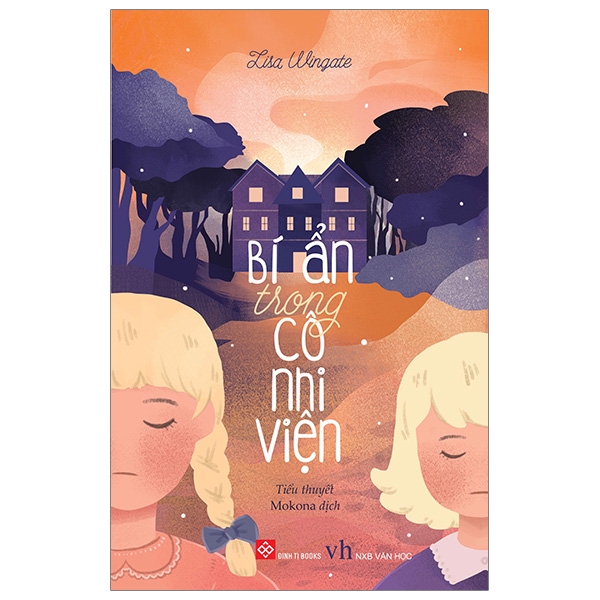 Lisa Wingate
BÍ ẨN
trong
CÔ
nhi
viện
Tiểu thuyết
Mokona dịch
ĐINH TỊ BOOKS
vh NXB VĂN HỌC